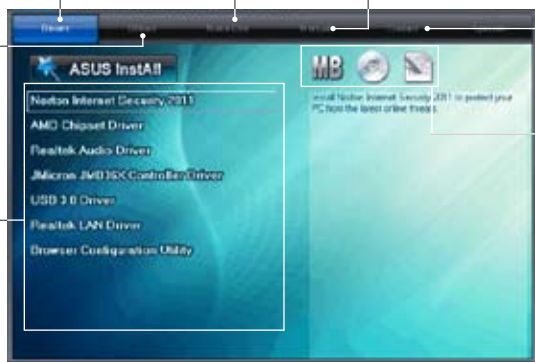 Drivers
ASUS InstAll
MB
Norton Internet Security 2011
Install Norton Internet Security 2011 to protect your
PC from the latest online threats.
AMD Chipset Driver
Realtek Audio Driver
JMicron JMB36X Controller Driver
USB 3.0 Driver
Realtek LAN Driver
Browser Configuration Utility